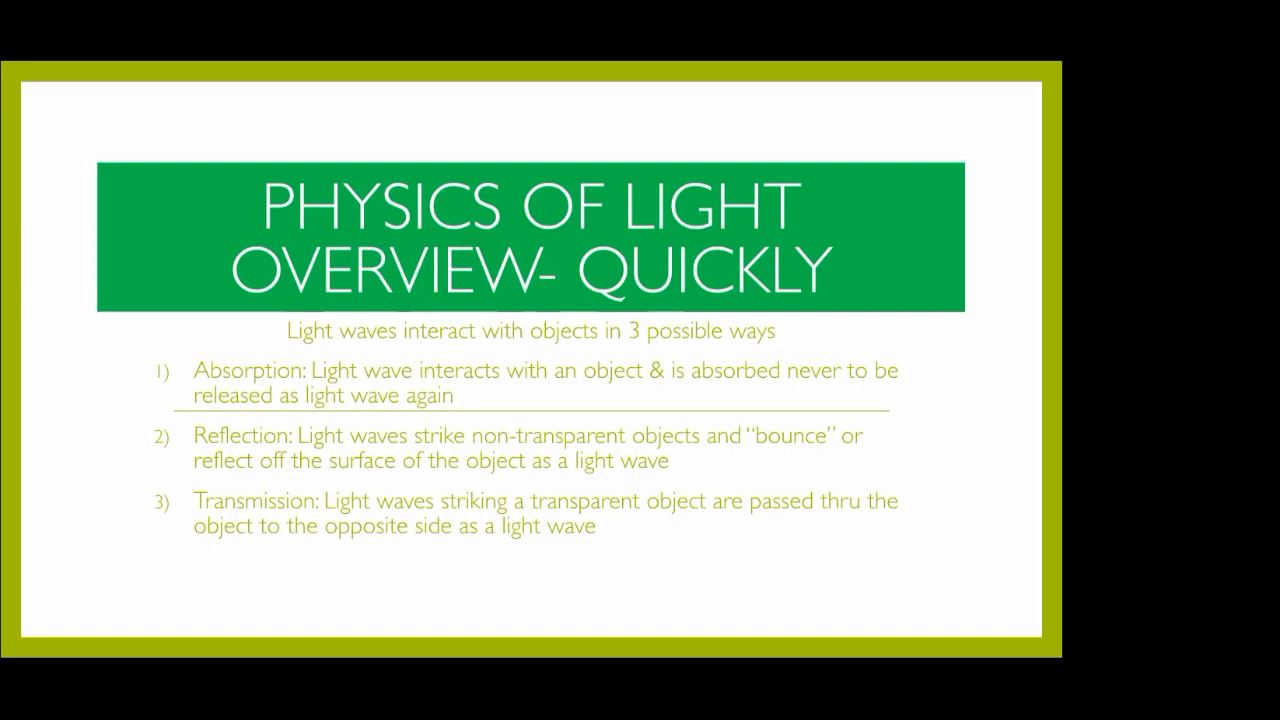 PHYSICS OF LIGHT
OVERVIEW- QUICKLY
Light waves interact with objects in 3 possible ways
1) Absorption: Light wave interacts with an object & is absorbed never to be
released as light wave again
2) Reflection: Light waves strike non-transparent objects and “bounce” or
reflect off the surface of the object as a light wave
3) Transmission: Light waves striking a transparent object are passed thru the
object to the opposite side as a light wave